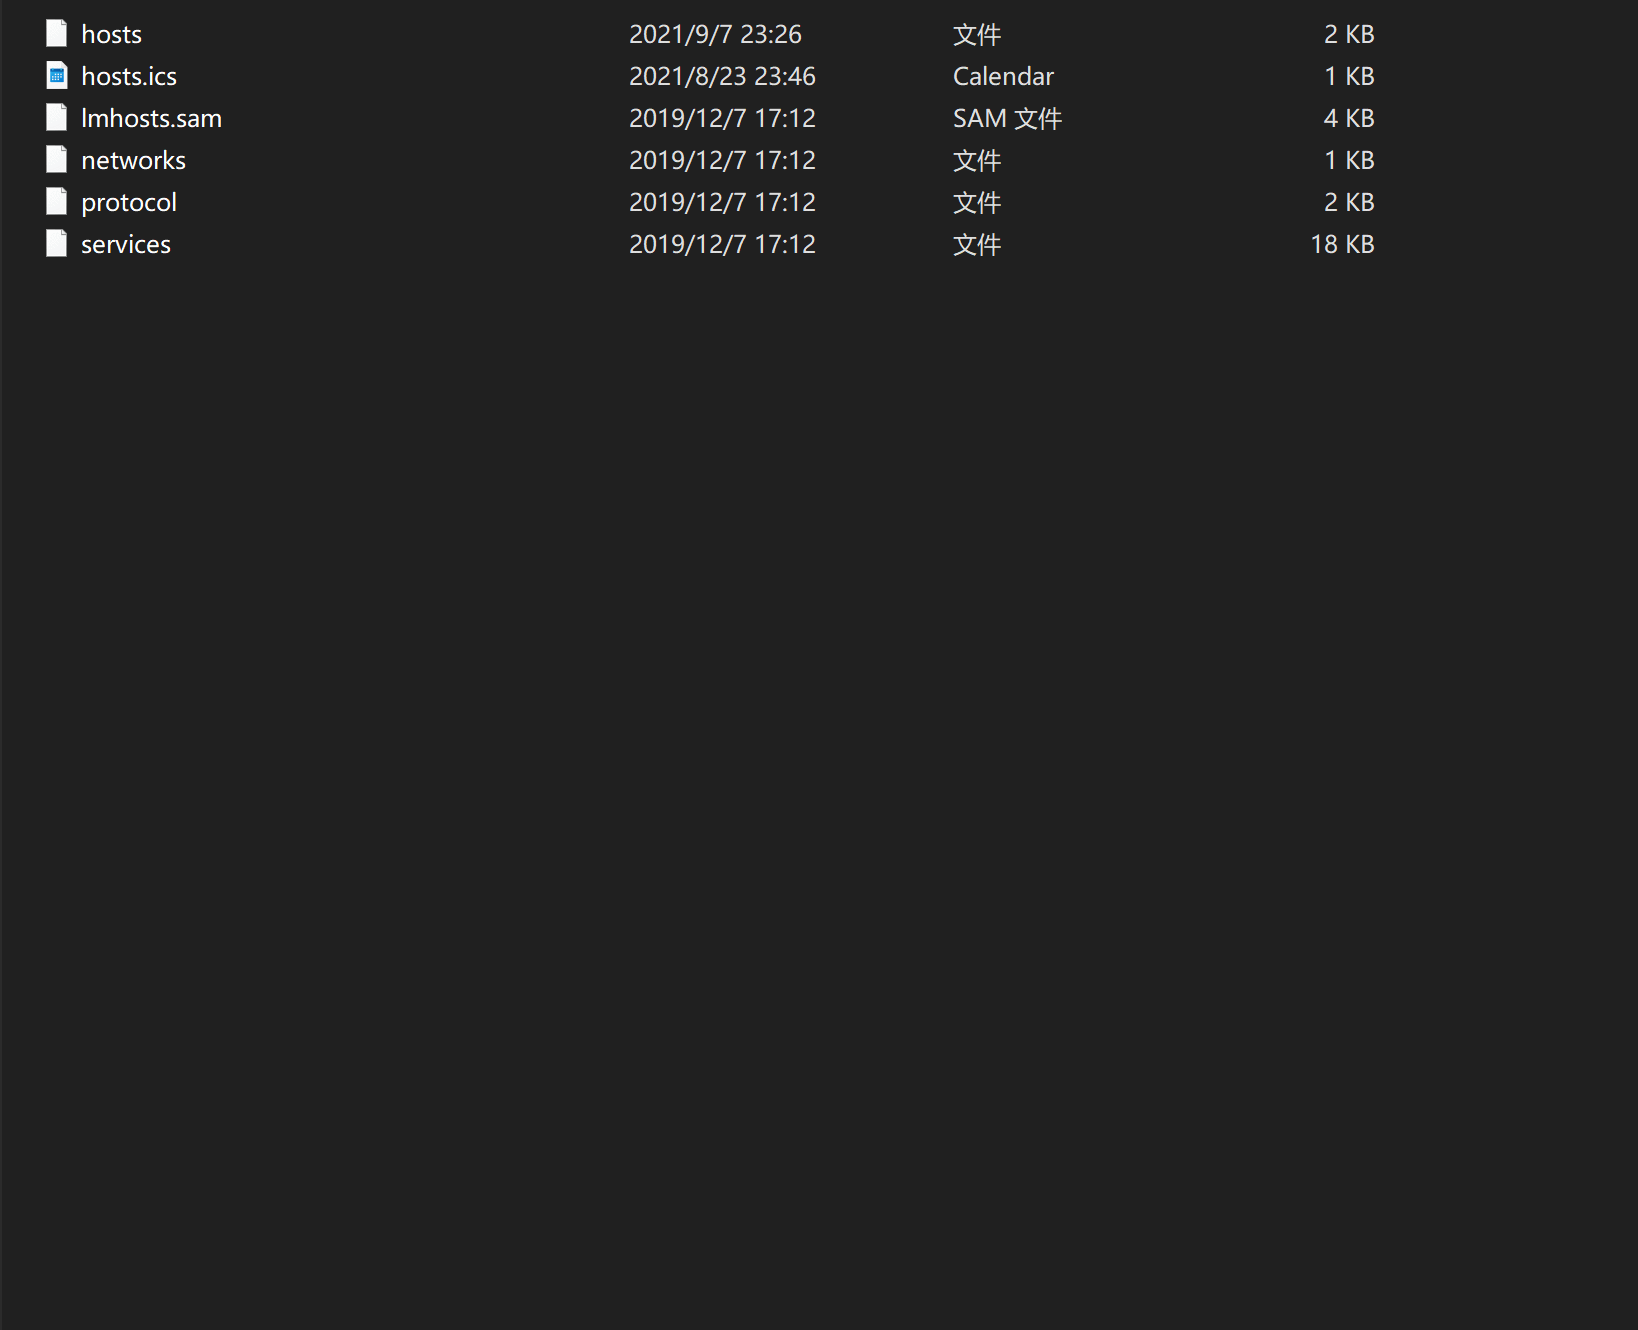 hosts 2021/9/7 23:26 文件 2 KB
hosts.ics 2021/8/23 23:46 Calendar 1 KB
lmhosts.sam 2019/12/7 17:12 SAM 文件 4 KB
networks 2019/12/7 17:12 文件 1 KB
protocol 2019/12/7 17:12 文件 2 KB
services 2019/12/7 17:12 文件 18 KB